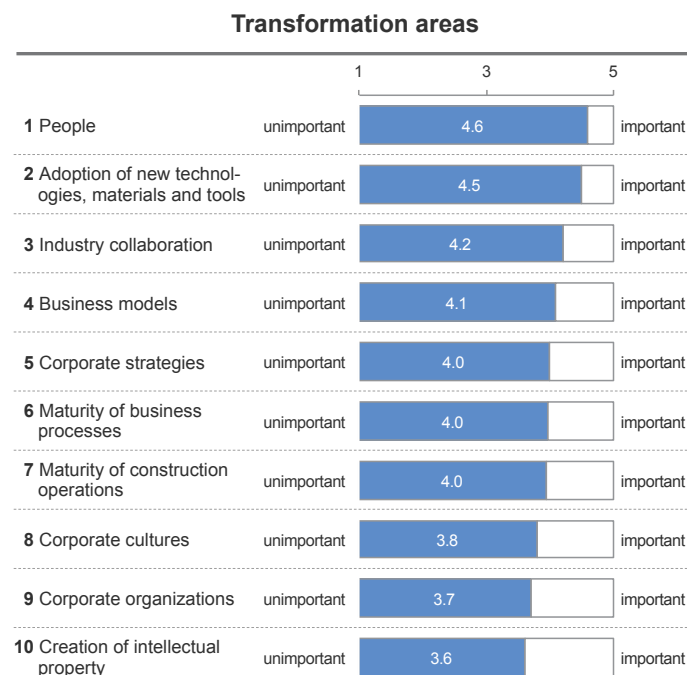 Transformation areas
1 3 5
1 People unimportant 4.6 important
2 Adoption of new technol-
ogies, materials and tools unimportant 4.5 important
3 Industry collaboration unimportant 4.2 important
4 Business models unimportant 4.1 important
5 Corporate strategies unimportant 4.0 important
6 Maturity of business
processes unimportant 4.0 important
7 Maturity of construction
operations unimportant 4.0 important
8 Corporate cultures unimportant 3.8 important
9 Corporate organizations unimportant 3.7 important
10 Creation of intellectual
property unimportant 3.6 important